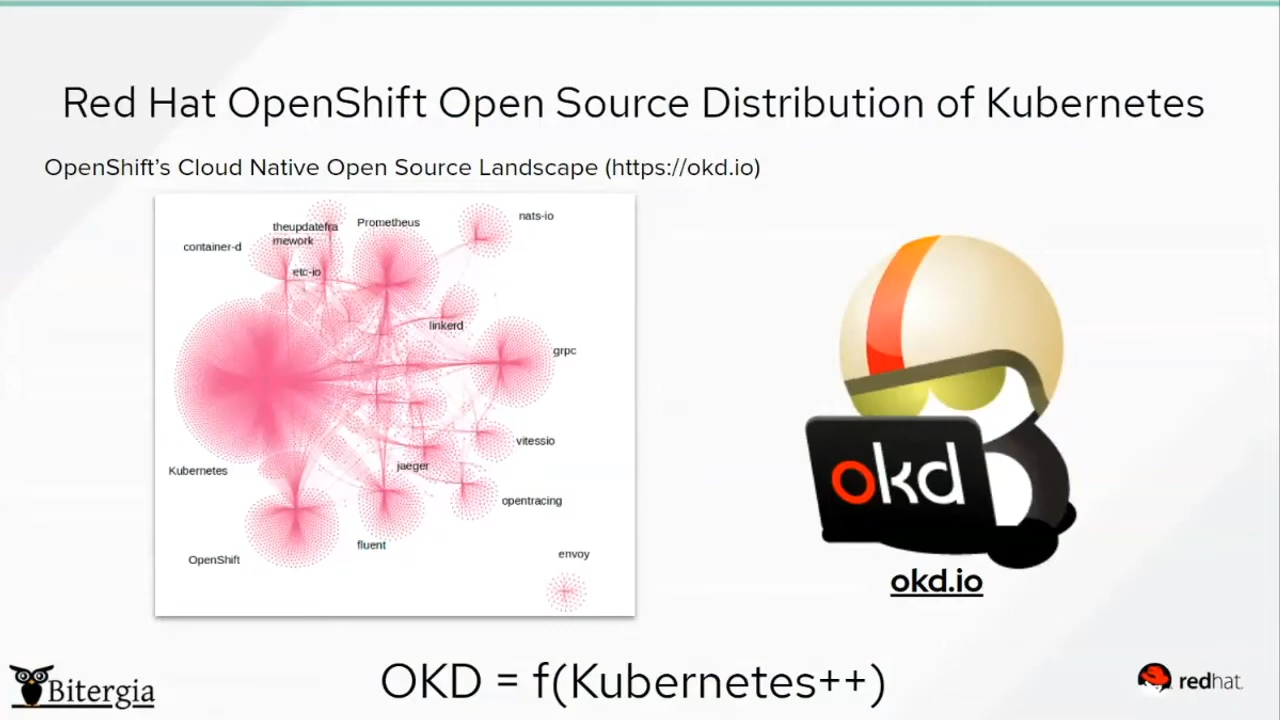 Red Hat OpenShift Open Source Distribution of Kubernetes
OpenShift's Cloud Native Open Source Landscape (https://okd.io)
theupdatefra
mework
Prometheus
nats-io
container-d
etc-io
linkerd
grpc
vitessio
Kubernetes
jaeger
opentracing
fluent
OpenShift
envoy
okd
okd.io
Bitergia
OKD = f(Kubernetes++)
redhat.